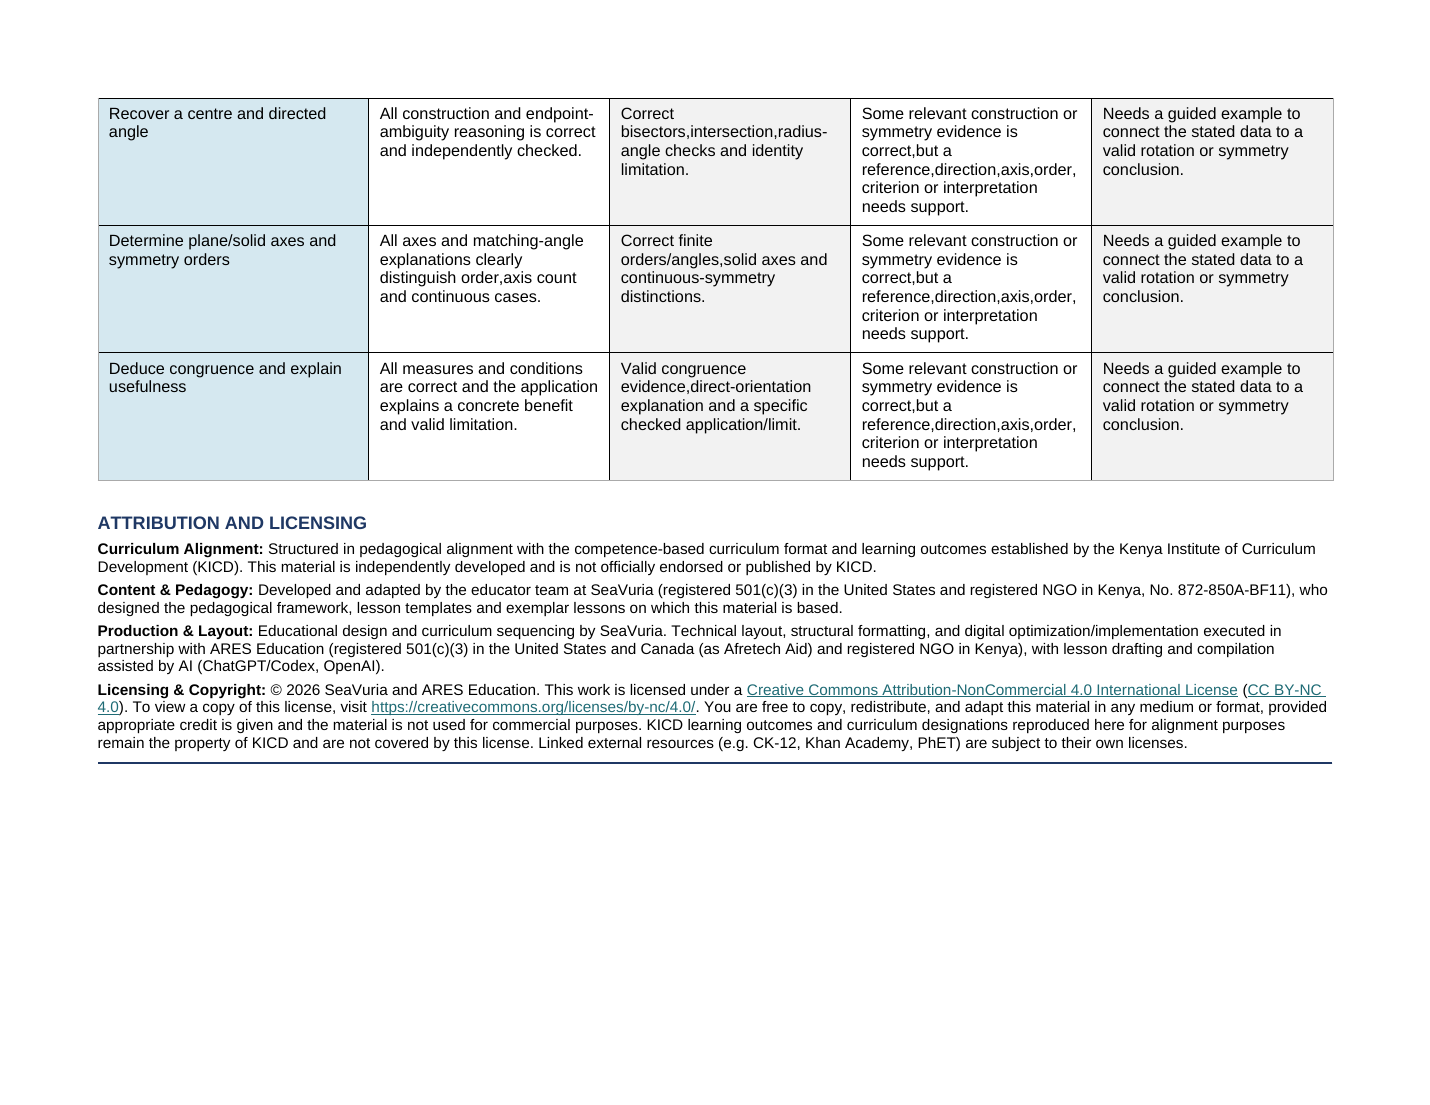 Recover a centre and directed
angle
All construction and endpoint-
ambiguity reasoning is correct
and independently checked.
Correct
bisectors,intersection,radius-
angle checks and identity
limitation.
Some relevant construction or
symmetry evidence is
correct,but a
reference,direction,axis,order,
criterion or interpretation
needs support.
Needs a guided example to
connect the stated data to a
valid rotation or symmetry
conclusion.
Determine plane/solid axes and
symmetry orders
All axes and matching-angle
explanations clearly
distinguish order,axis count
and continuous cases.
Correct finite
orders/angles,solid axes and
continuous-symmetry
distinctions.
Some relevant construction or
symmetry evidence is
correct,but a
reference,direction,axis,order,
criterion or interpretation
needs support.
Needs a guided example to
connect the stated data to a
valid rotation or symmetry
conclusion.
Deduce congruence and explain
usefulness
All measures and conditions
are correct and the application
explains a concrete benefit
and valid limitation.
Valid congruence
evidence,direct-orientation
explanation and a specific
checked application/limit.
Some relevant construction or
symmetry evidence is
correct,but a
reference,direction,axis,order,
criterion or interpretation
needs support.
Needs a guided example to
connect the stated data to a
valid rotation or symmetry
conclusion.
ATTRIBUTION AND LICENSING
Curriculum Alignment: Structured in pedagogical alignment with the competence-based curriculum format and learning outcomes established by the Kenya Institute of Curriculum
Development (KICD). This material is independently developed and is not officially endorsed or published by KICD.
Content & Pedagogy: Developed and adapted by the educator team at SeaVuria (registered 501(c)(3) in the United States and registered NGO in Kenya, No. 872-850A-BF11), who
designed the pedagogical framework, lesson templates and exemplar lessons on which this material is based.
Production & Layout: Educational design and curriculum sequencing by SeaVuria. Technical layout, structural formatting, and digital optimization/implementation executed in
partnership with ARES Education (registered 501(c)(3) in the United States and Canada (as Afretech Aid) and registered NGO in Kenya), with lesson drafting and compilation
assisted by AI (ChatGPT/Codex, OpenAI).
Licensing & Copyright: © 2026 SeaVuria and ARES Education. This work is licensed under a Creative Commons Attribution-NonCommercial 4.0 International License (CC BY-NC
4.0). To view a copy of this license, visit https://creativecommons.org/licenses/by-nc/4.0/. You are free to copy, redistribute, and adapt this material in any medium or format, provided
appropriate credit is given and the material is not used for commercial purposes. KICD learning outcomes and curriculum designations reproduced here for alignment purposes
remain the property of KICD and are not covered by this license. Linked external resources (e.g. CK-12, Khan Academy, PhET) are subject to their own licenses.